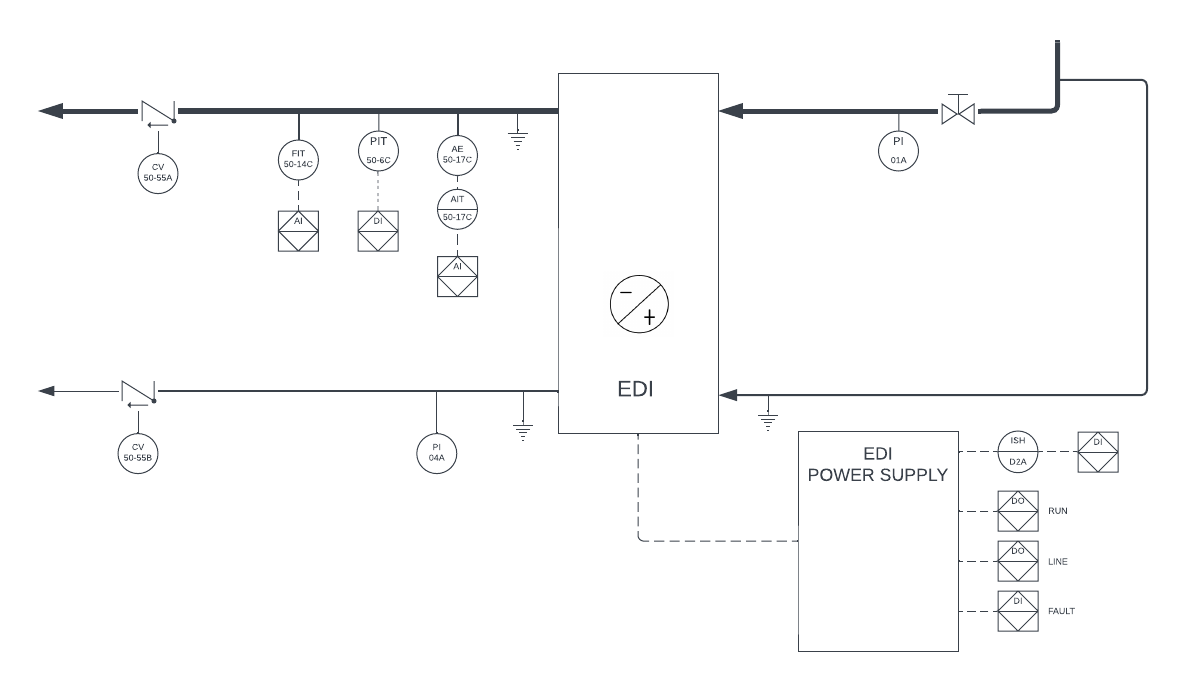 CV
50-55A
FIT
50-14C
AI
PIT
50-6C
DI
AE
50-17C
AIT
50-17C
AI
PI
01A
−
+
EDI
CV
50-55B
PI
04A
EDI
POWER SUPPLY
ISH
D2A
DI
DO
RUN
DO
LINE
DI
FAULT